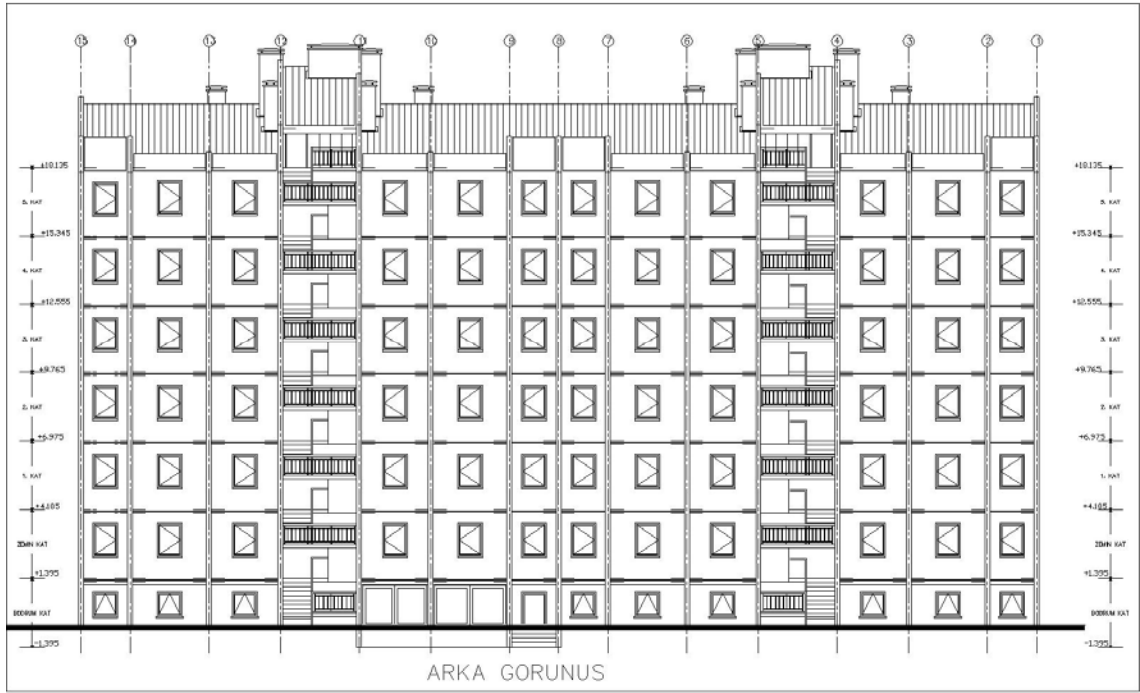 15 14 13 12 11 10 9 8 7 6 5 4 3 2 1
+18.135 +18.135
5. KAT 5. KAT
+15.345 +15.345
4. KAT 4. KAT
+12.555 +12.555
3. KAT 3. KAT
+9.765 +9.765
2. KAT 2. KAT
+6.975 +6.975
1. KAT 1. KAT
+4.185 +4.185
ZEMIN KAT ZEMIN KAT
+1.395 +1.395
BODRUM KAT BODRUM KAT
-1.395 -1.395
ARKA GORUNUS